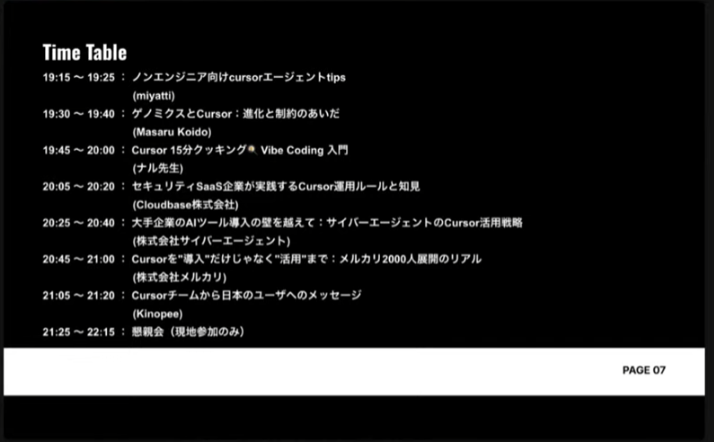 Time Table
19:15 〜 19:25 : ノンエンジニア向けcursorエージェントtips
(miyatti)
19:30 〜 19:40 : ゲノミクスとCursor：進化と制約のあいだ
(Masaru Koido)
19:45 〜 20:00 : Cursor 15分クッキング🍳 Vibe Coding 入門
(ナル先生)
20:05 〜 20:20 : セキュリティSaaS企業が実践するCursor運用ルールと知見
(Cloudbase株式会社)
20:25 〜 20:40 : 大手企業のAIツール導入の壁を越えて：サイバーエージェントのCursor活用戦略
(株式会社サイバーエージェント)
20:45 〜 21:00 : Cursorを"導入"だけじゃなく"活用"まで：メルカリ2000人展開のリアル
(株式会社メルカリ)
21:05 〜 21:20 : Cursorチームから日本のユーザへのメッセージ
(Kinopee)
21:25 〜 22:15 : 懇親会（現地参加のみ）
PAGE 07